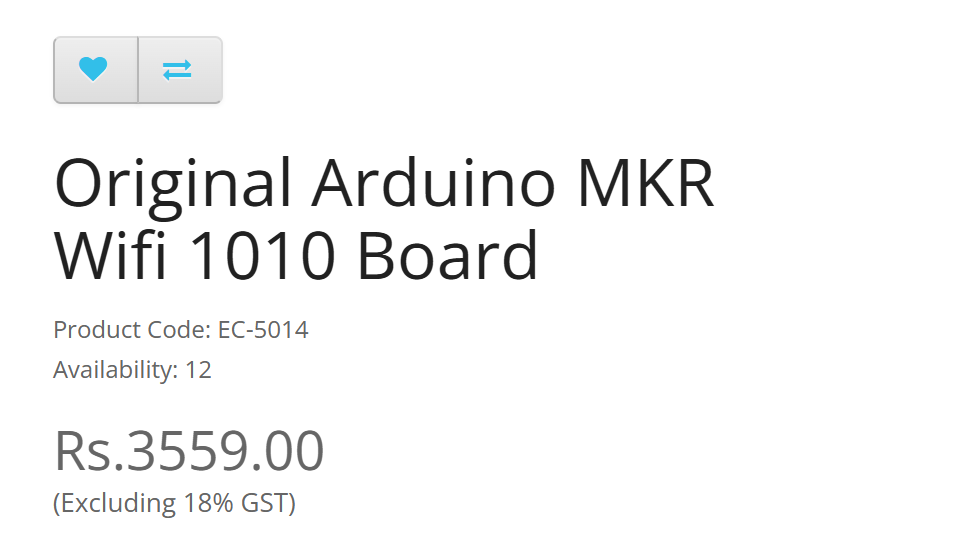 Original Arduino MKR
Wifi 1010 Board
Product Code: EC-5014
Availability: 12
Rs.3559.00
(Excluding 18% GST)